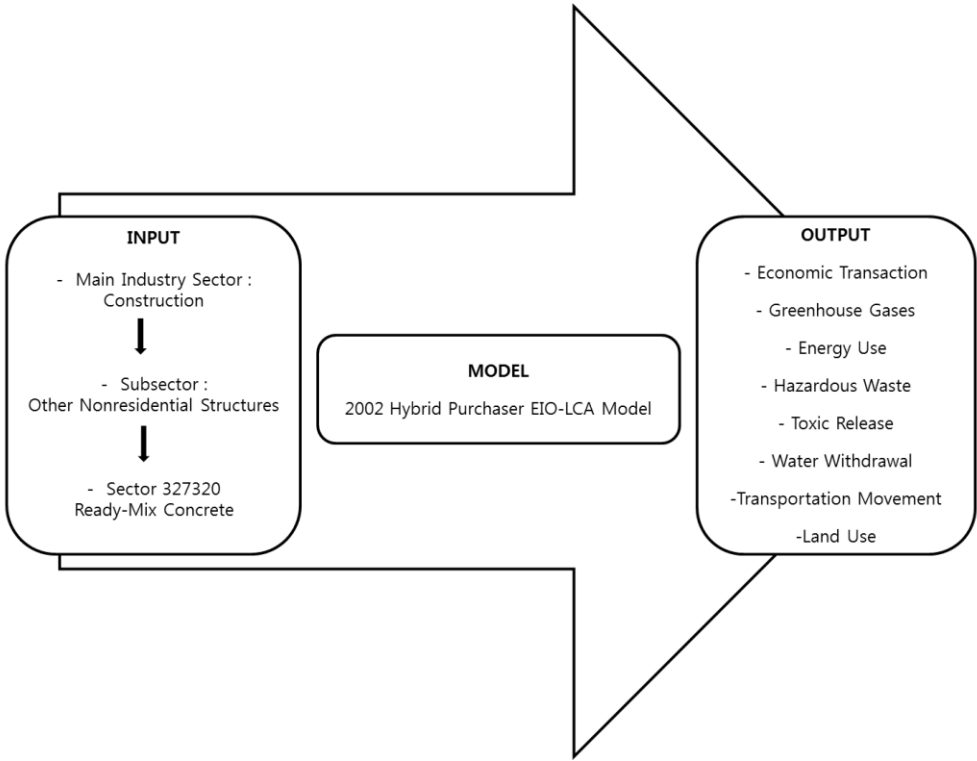 INPUT
- Main Industry Sector :
Construction
- Subsector :
Other Nonresidential Structures
- Sector 327320
Ready-Mix Concrete
MODEL
2002 Hybrid Purchaser EIO-LCA Model
OUTPUT
- Economic Transaction
- Greenhouse Gases
- Energy Use
- Hazardous Waste
- Toxic Release
- Water Withdrawal
-Transportation Movement
-Land Use